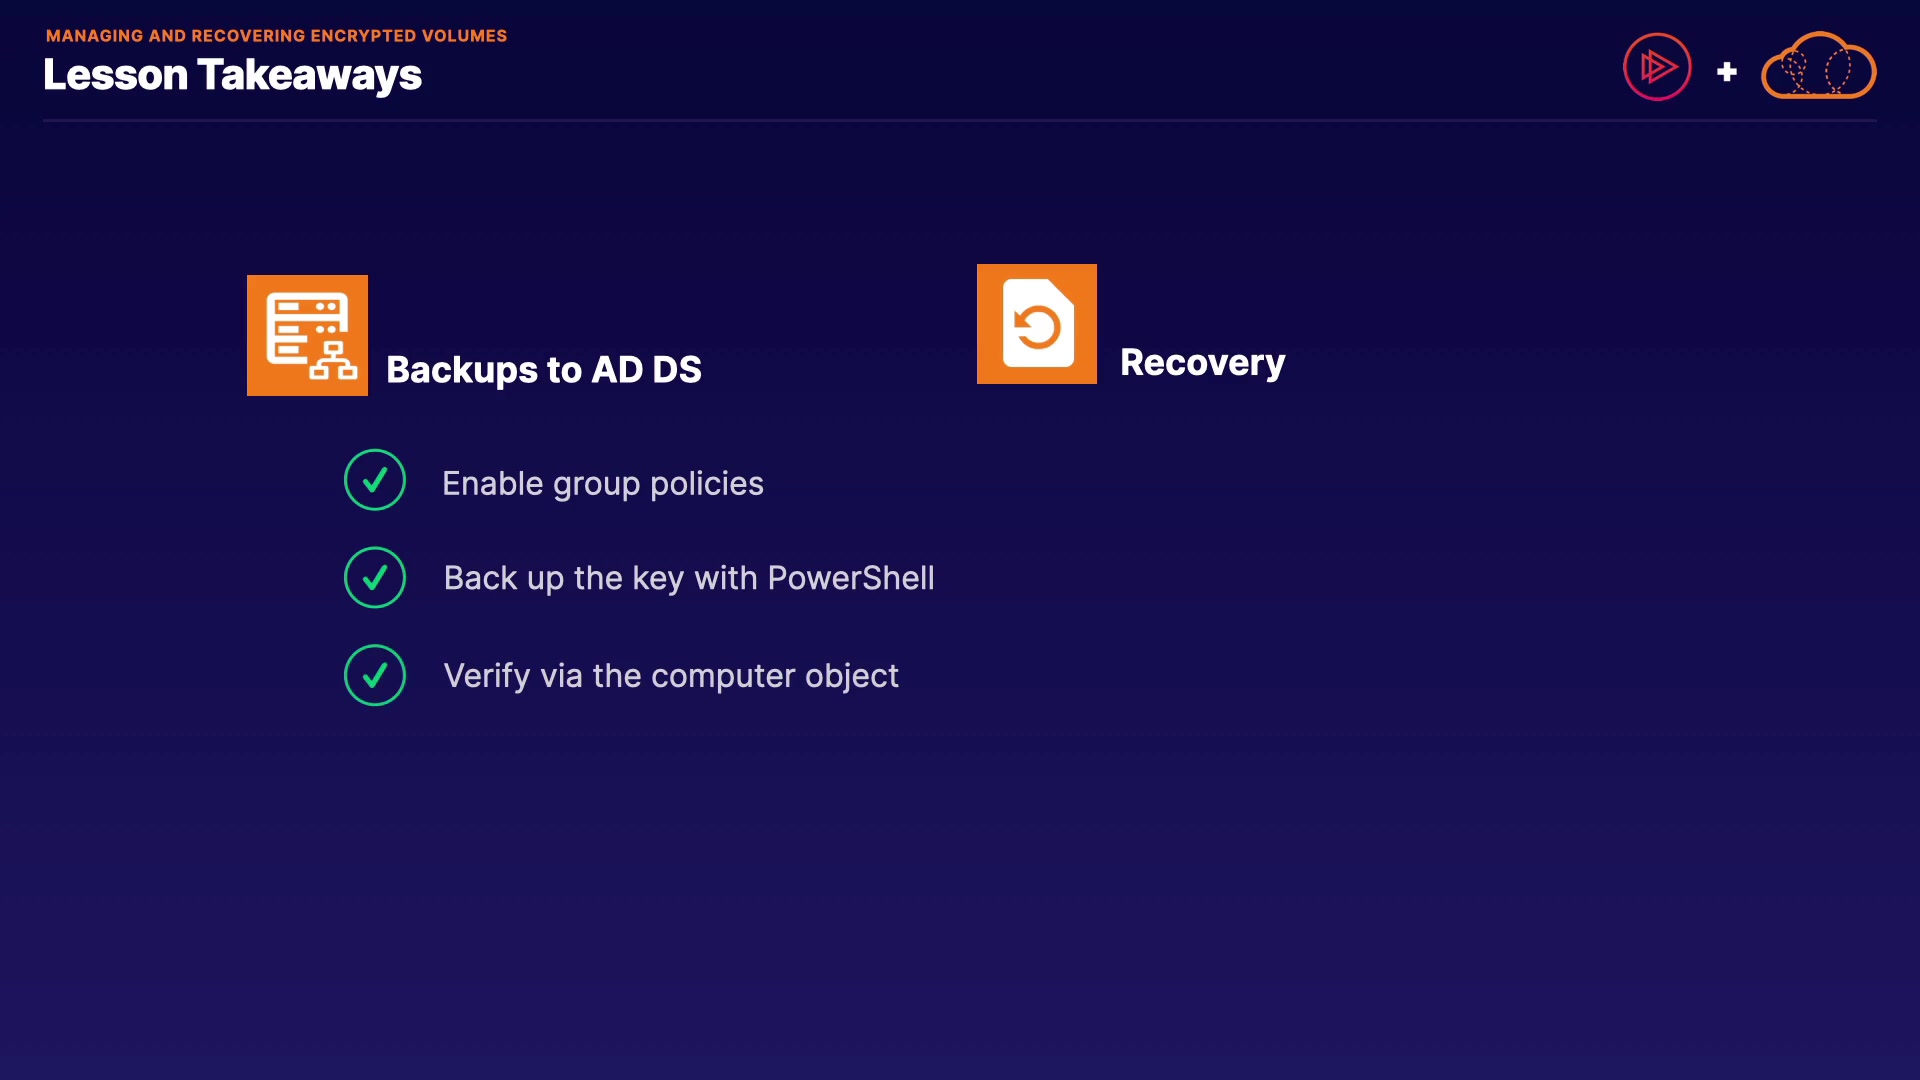 MANAGING AND RECOVERING ENCRYPTED VOLUMES
Lesson Takeaways
+
Backups to AD DS
Enable group policies
Back up the key with PowerShell
Verify via the computer object
Recovery